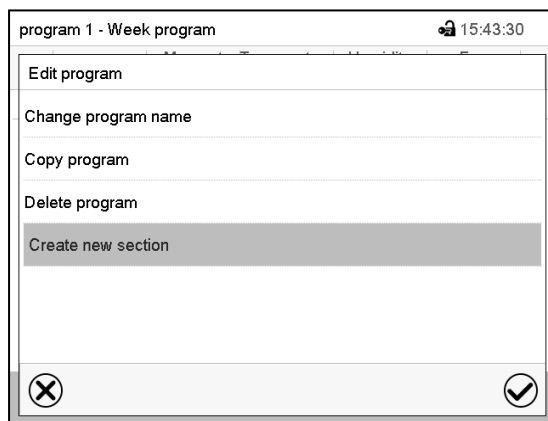 program 1 - Week program 15:43:30
Edit program
Change program name
Copy program
Delete program
Create new section